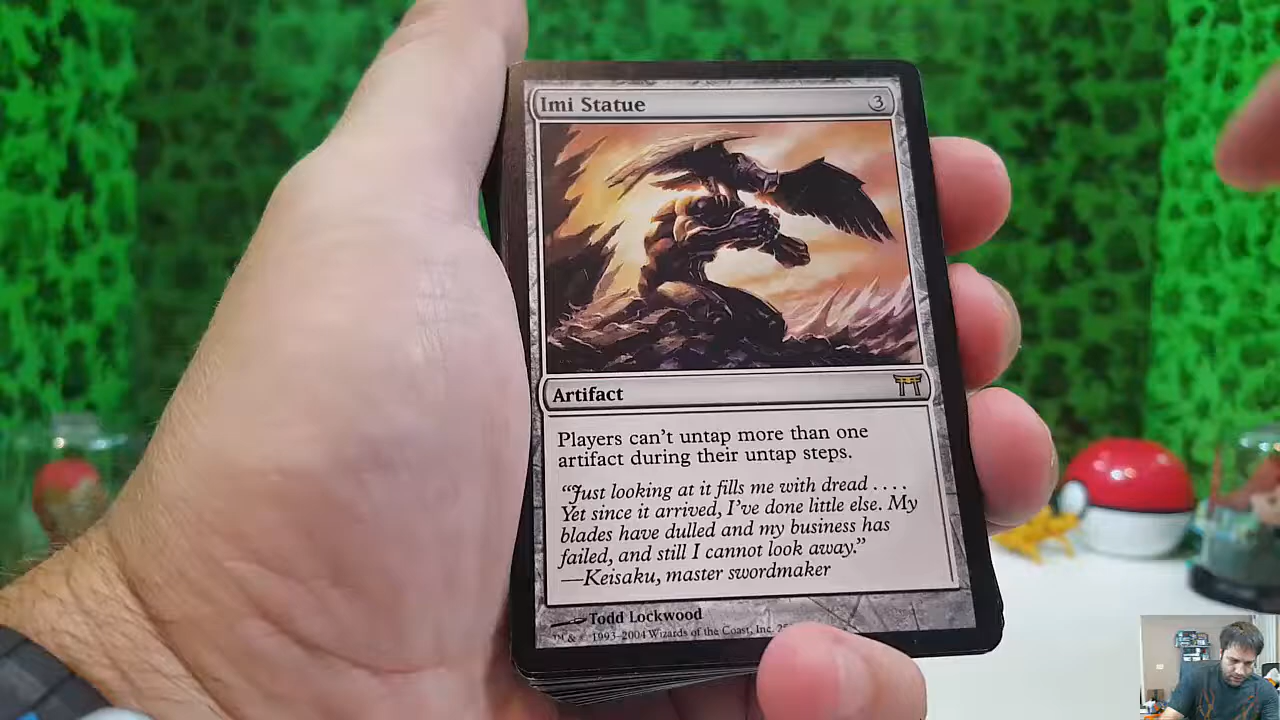 Imi Statue 3
Artifact
Players can't untap more than one
artifact during their untap steps.
“Just looking at it fills me with dread ....
Yet since it arrived, I've done little else. My
blades have dulled and my business has
failed, and still I cannot look away.”
—Keisaku, master swordmaker
Todd Lockwood
™ & © 1993–2004 Wizards of the Coast, Inc.